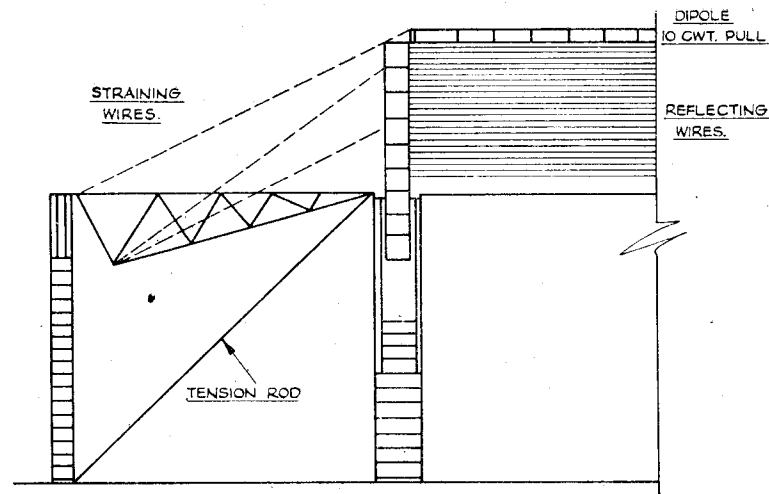 DIPOLE
10 CWT. PULL
STRAINING
WIRES.
REFLECTING
WIRES.
TENSION ROD